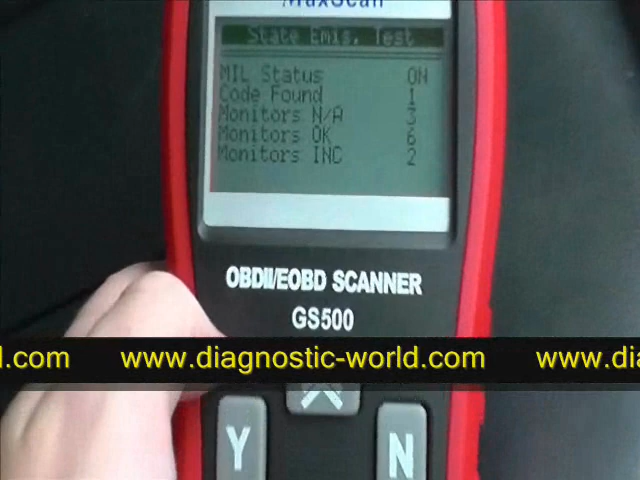 MaxScan
State Emis. Test
MIL Status ON
Code Found 1
Monitors N/A 3
Monitors OK 6
Monitors INC 2
OBDII/EOBD SCANNER
GS500
l.com www.diagnostic-world.com www.dia
Y N